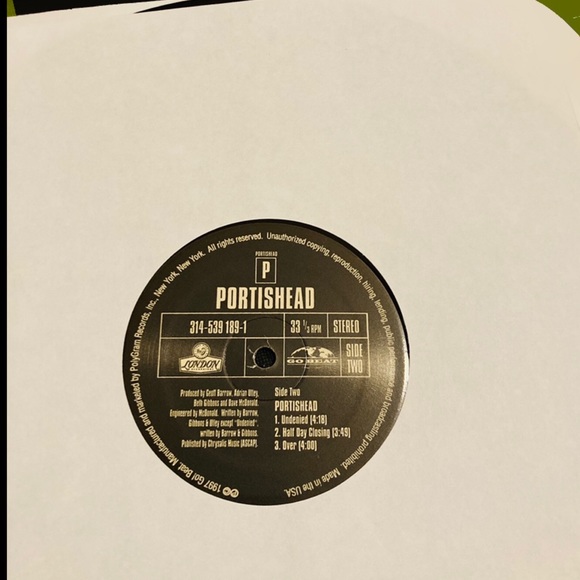 1997 Go! Beat. Manufactured and marketed by PolyGram Records, Inc., New York, New York. All rights reserved. Unauthorized copying, reproduction, hiring, lending, public performance and broadcasting prohibited. Made in the USA.
PORTISHEAD
P
PORTISHEAD
314-539 189-1
33 1/3 RPM
STEREO
LONDON
GO BEAT
SIDE
TWO
Produced by Geoff Barrow, Adrian Utley,
Beth Gibbons and Dave McDonald.
Engineered by McDonald. Written by Barrow,
Gibbons & Utley except "Undenied",
written by Barrow & Gibbons.
Published by Chrysalis Music (ASCAP)
Side Two
PORTISHEAD
1. Undenied (4:18)
2. Half Day Closing (3:49)
3. Over (4:00)